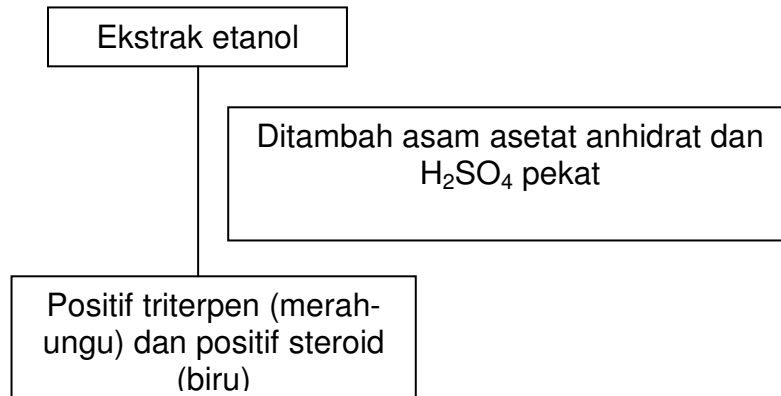 Ekstrak etanol
Ditambah asam asetat anhidrat dan
H₂SO₄ pekat
Positif triterpen (merah-
ungu) dan positif steroid
(biru)